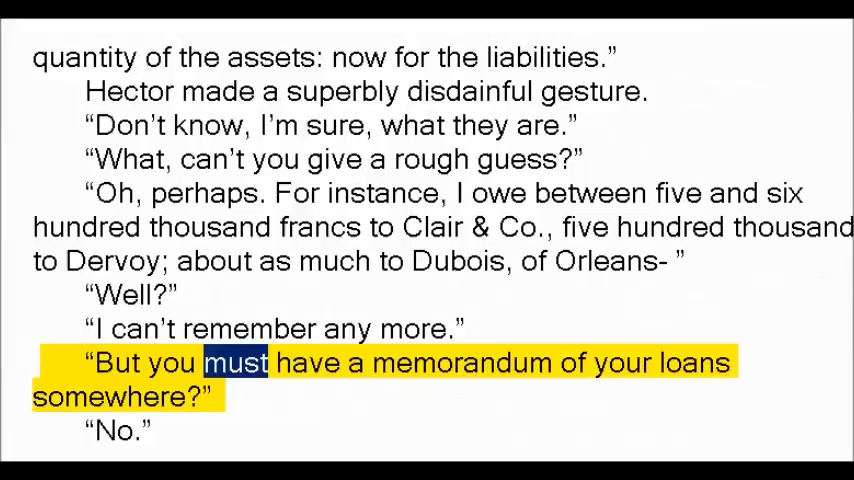 quantity of the assets: now for the liabilities.”
Hector made a superbly disdainful gesture.
“Don’t know, I’m sure, what they are.”
“What, can’t you give a rough guess?”
“Oh, perhaps. For instance, I owe between five and six
hundred thousand francs to Clair & Co., five hundred thousand
to Dervoy; about as much to Dubois, of Orleans- ”
“Well?”
“I can’t remember any more.”
“But you must have a memorandum of your loans
somewhere?”
“No.”